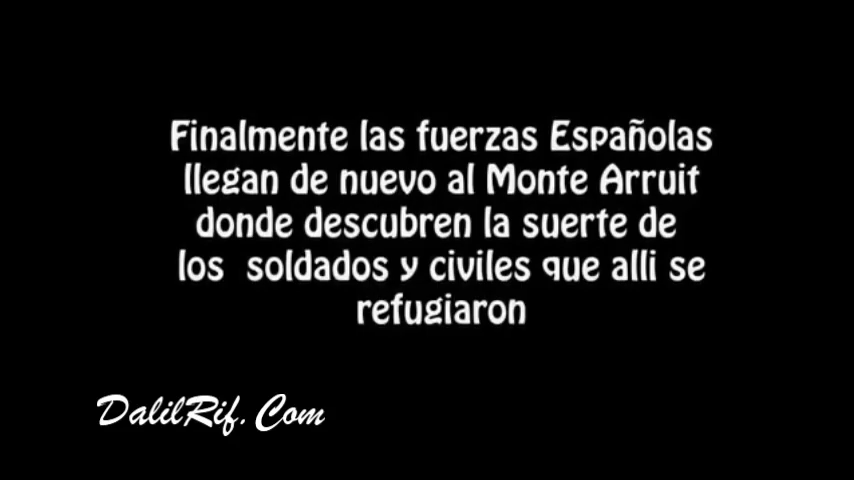 Finalmente las fuerzas Españolas
llegan de nuevo al Monte Arruit
donde descubren la suerte de
los soldados y civiles que alli se
refugiaron
DalilRif.Com